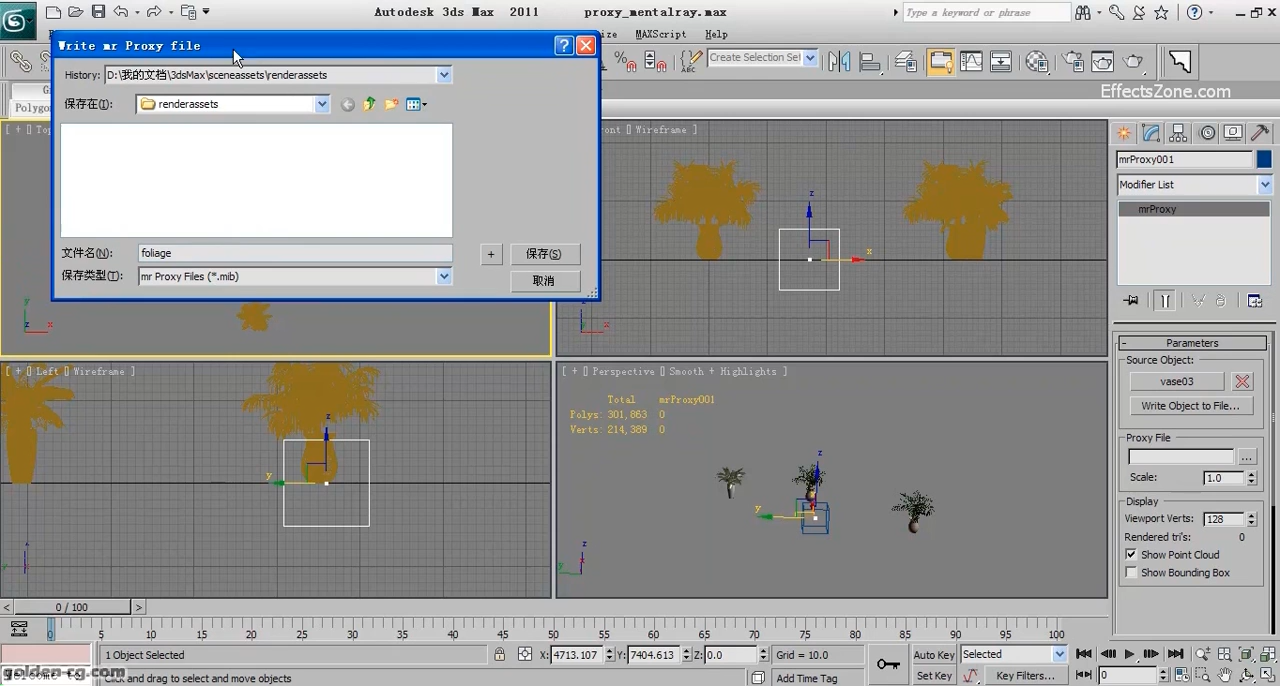 Autodesk 3ds Max 2011 proxy_mentalray.max
Type a keyword or phrase
MAXScript Help
Write mr Proxy file
History: D:\我的文档\3dsMax\sceneassets\renderassets
保存在(I): renderassets
文件名(N): foliage
+ 保存(S)
保存类型(T): mr Proxy Files (*.mib)
取消
Create Selection Set
EffectsZone.com
Polygon
[ + [] Top
ront [] Wireframe ]
z
x
y
x
z
x
[ + [] Left [] Wireframe ]
z
y
y
[ + [] Perspective [] Smooth + Highlights ]
Total mrProxy001
Polys: 301,863 0
Verts: 214,389 0
z
y
z
y
mrProxy001
Modifier List
mrProxy
- Parameters
Source Object:
vase03
Write Object to File...
Proxy File
...
Scale: 1.0
Display
Viewport Verts: 128
Rendered tri's: 0
Show Point Cloud
Show Bounding Box
< 0 / 100 >
0 5 10 15 20 25 30 35 40 45 50 55 60 65 70 75 80 85 90 95 100
1 Object Selected
X: 4713.107 Y: 7404.613 Z: 0.0 Grid = 10.0
Auto Key Selected
golden-cg.com
Click and drag to select and move objects
Add Time Tag
Set Key Key Filters... 0